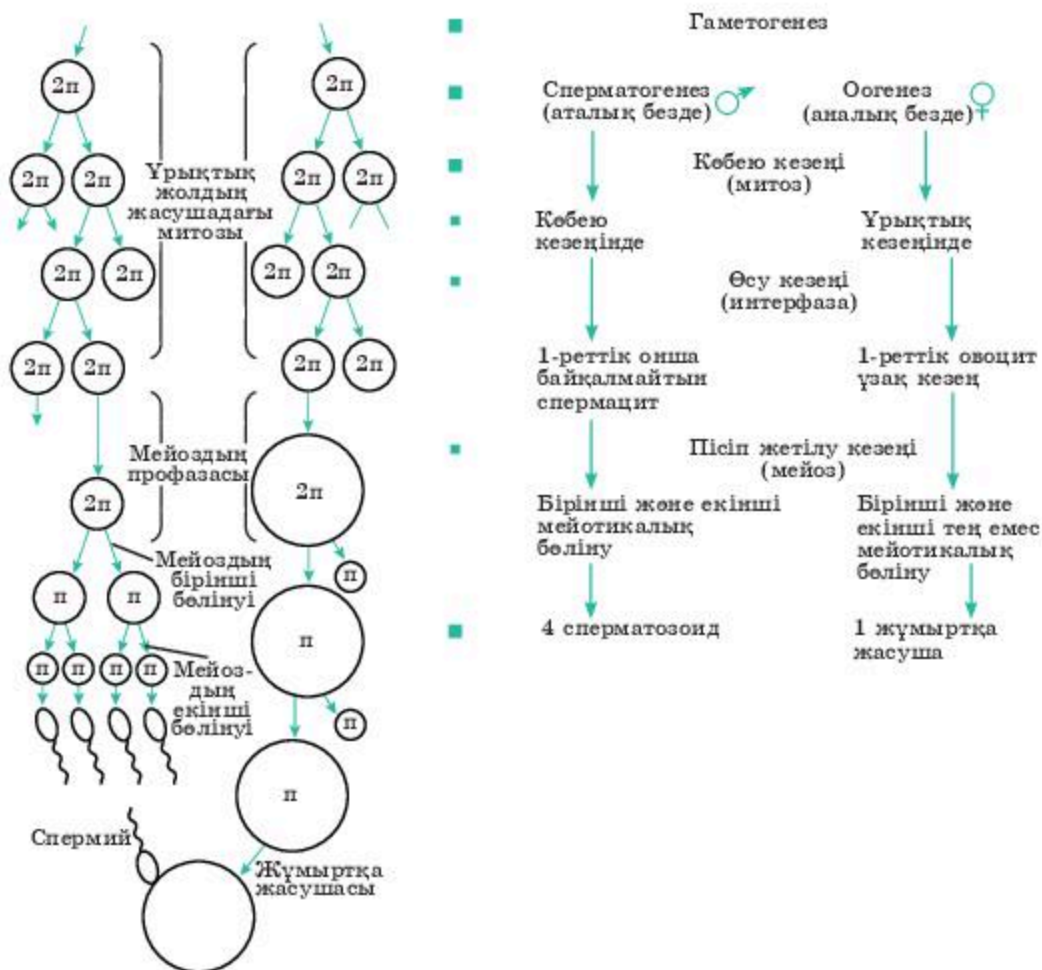 2п
2п
2п 2п
2п 2п
Ұрықтық
жолдың
жасушадағы
митозы
2п 2п
2п 2п
2п 2п
2п 2п
Мейоздың
профазасы
2п
2п
Мейоздың
бірінші
бөлінуі
п
п п
п
п п п п
Мейоз-
дың
екінші
бөлінуі
п
п
Спермий
Жұмыртқа
жасушасы
Гаметогенез
Сперматогенез
(аталық безде) ♂
Оогенез
(аналық безде) ♀
Көбею кезеңі
(митоз)
Көбею
кезеңінде
Ұрықтық
кезеңінде
Өсу кезеңі
(интерфаза)
1-реттік онша
байқалмайтын
спермацит
1-реттік овоцит
ұзақ кезең
Пісіп жетілу кезеңі
(мейоз)
Бірінші және екінші
мейотикалық
бөліну
Бірінші және
екінші тең емес
мейотикалық
бөліну
4 сперматозоид
1 жұмыртқа
жасуша